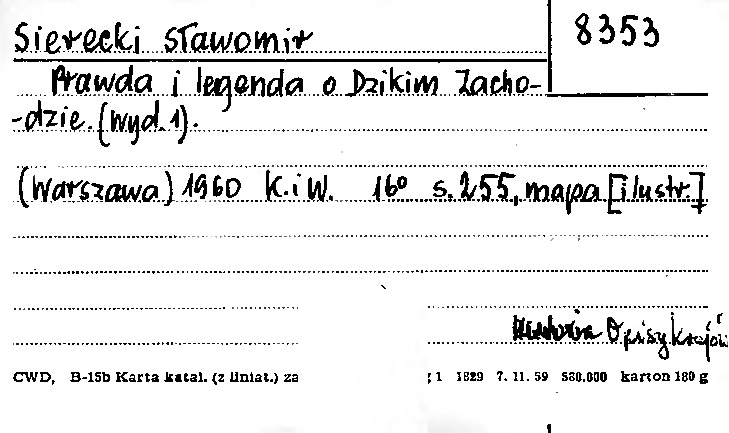 Sierecki Sławomir
8353
Prawda i legenda o Dzikim Zacho-
-dzie. (Wyd. 1).
(Warszawa) 1960 K. i W. 16° s. 255, mapa [ilustr.]
Opisy krajów
CWD, B-15b Karta katal. (z liniat.) za
; 1 1829 7. 11. 59 580.000 karton 180 g